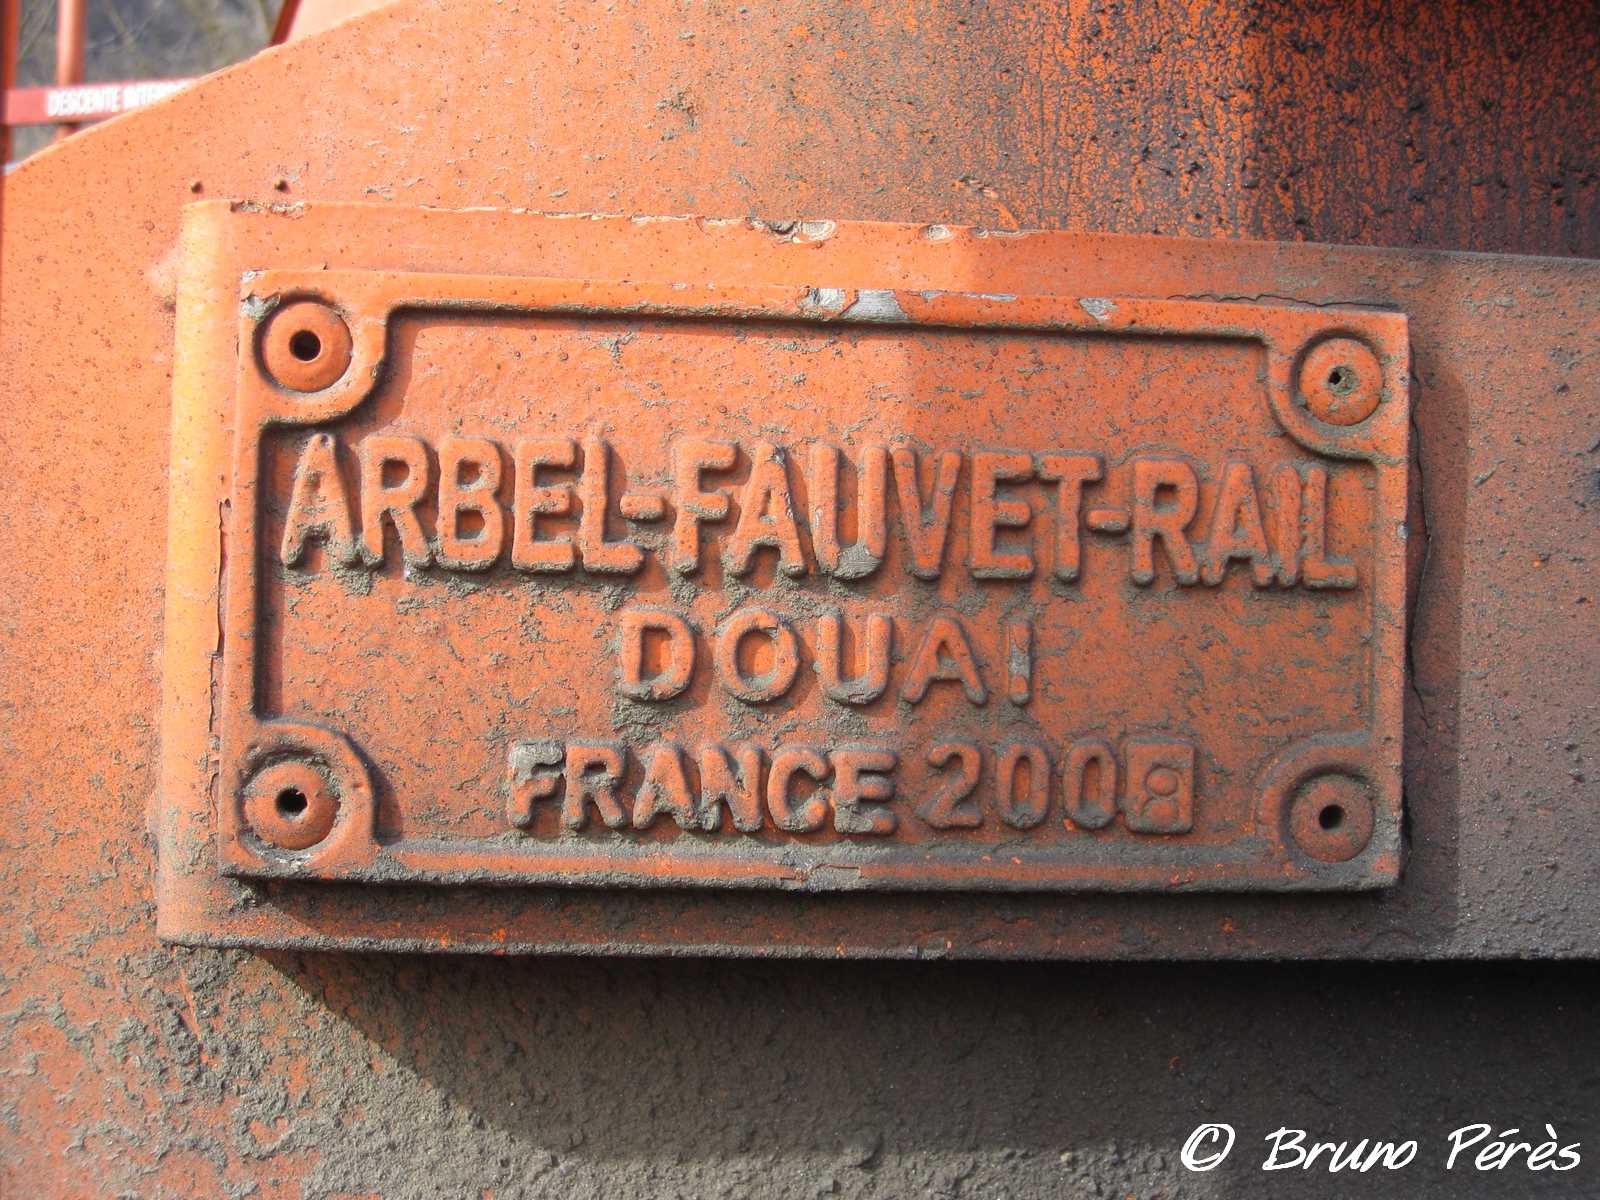 DESCENTE
ARBEL-FAUVET-RAIL
DOUAI
FRANCE 2008
© Bruno Pérès